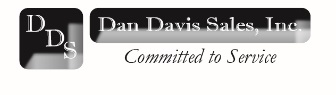 DDS
Dan Davis Sales, Inc.
Committed to Service